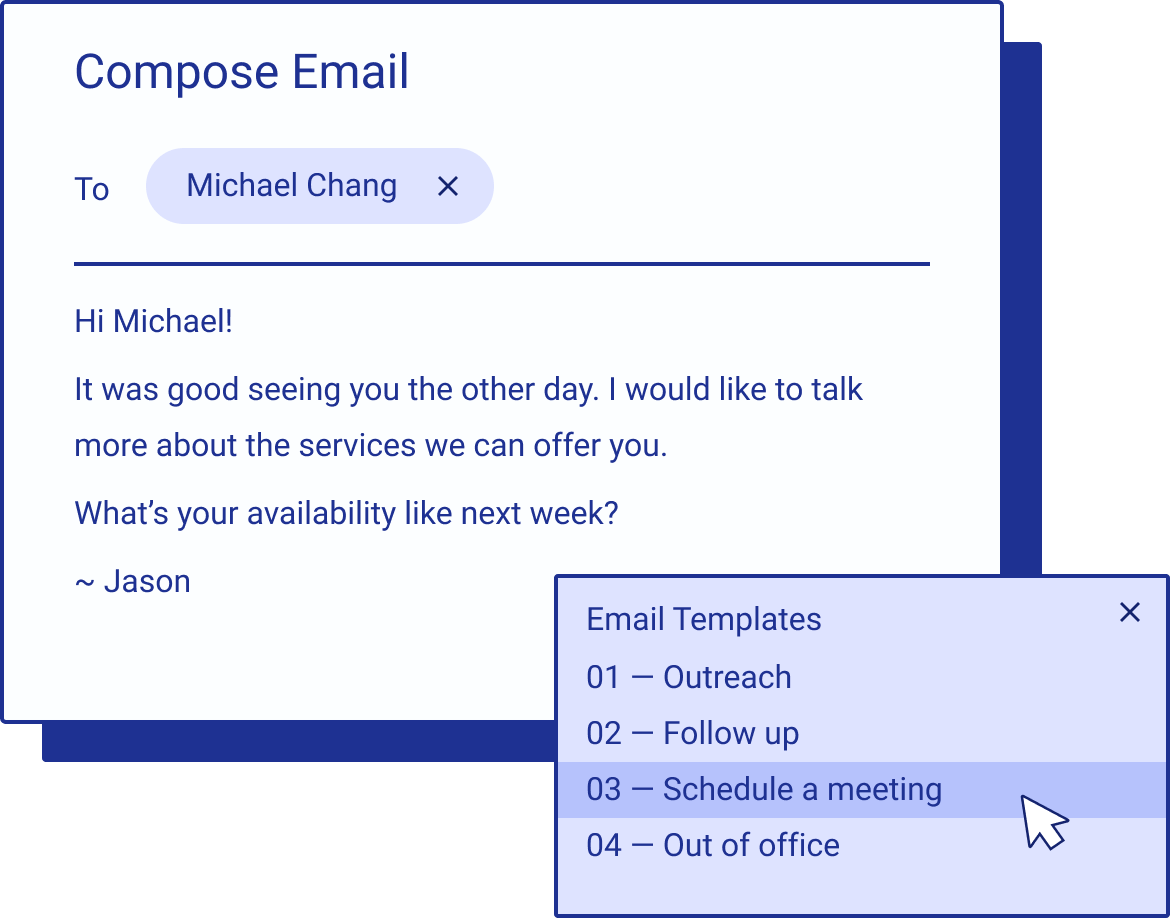 Compose Email
To Michael Chang
Hi Michael!
It was good seeing you the other day. I would like to talk
more about the services we can offer you.
What’s your availability like next week?
~ Jason
Email Templates
01 — Outreach
02 — Follow up
03 — Schedule a meeting
04 — Out of office